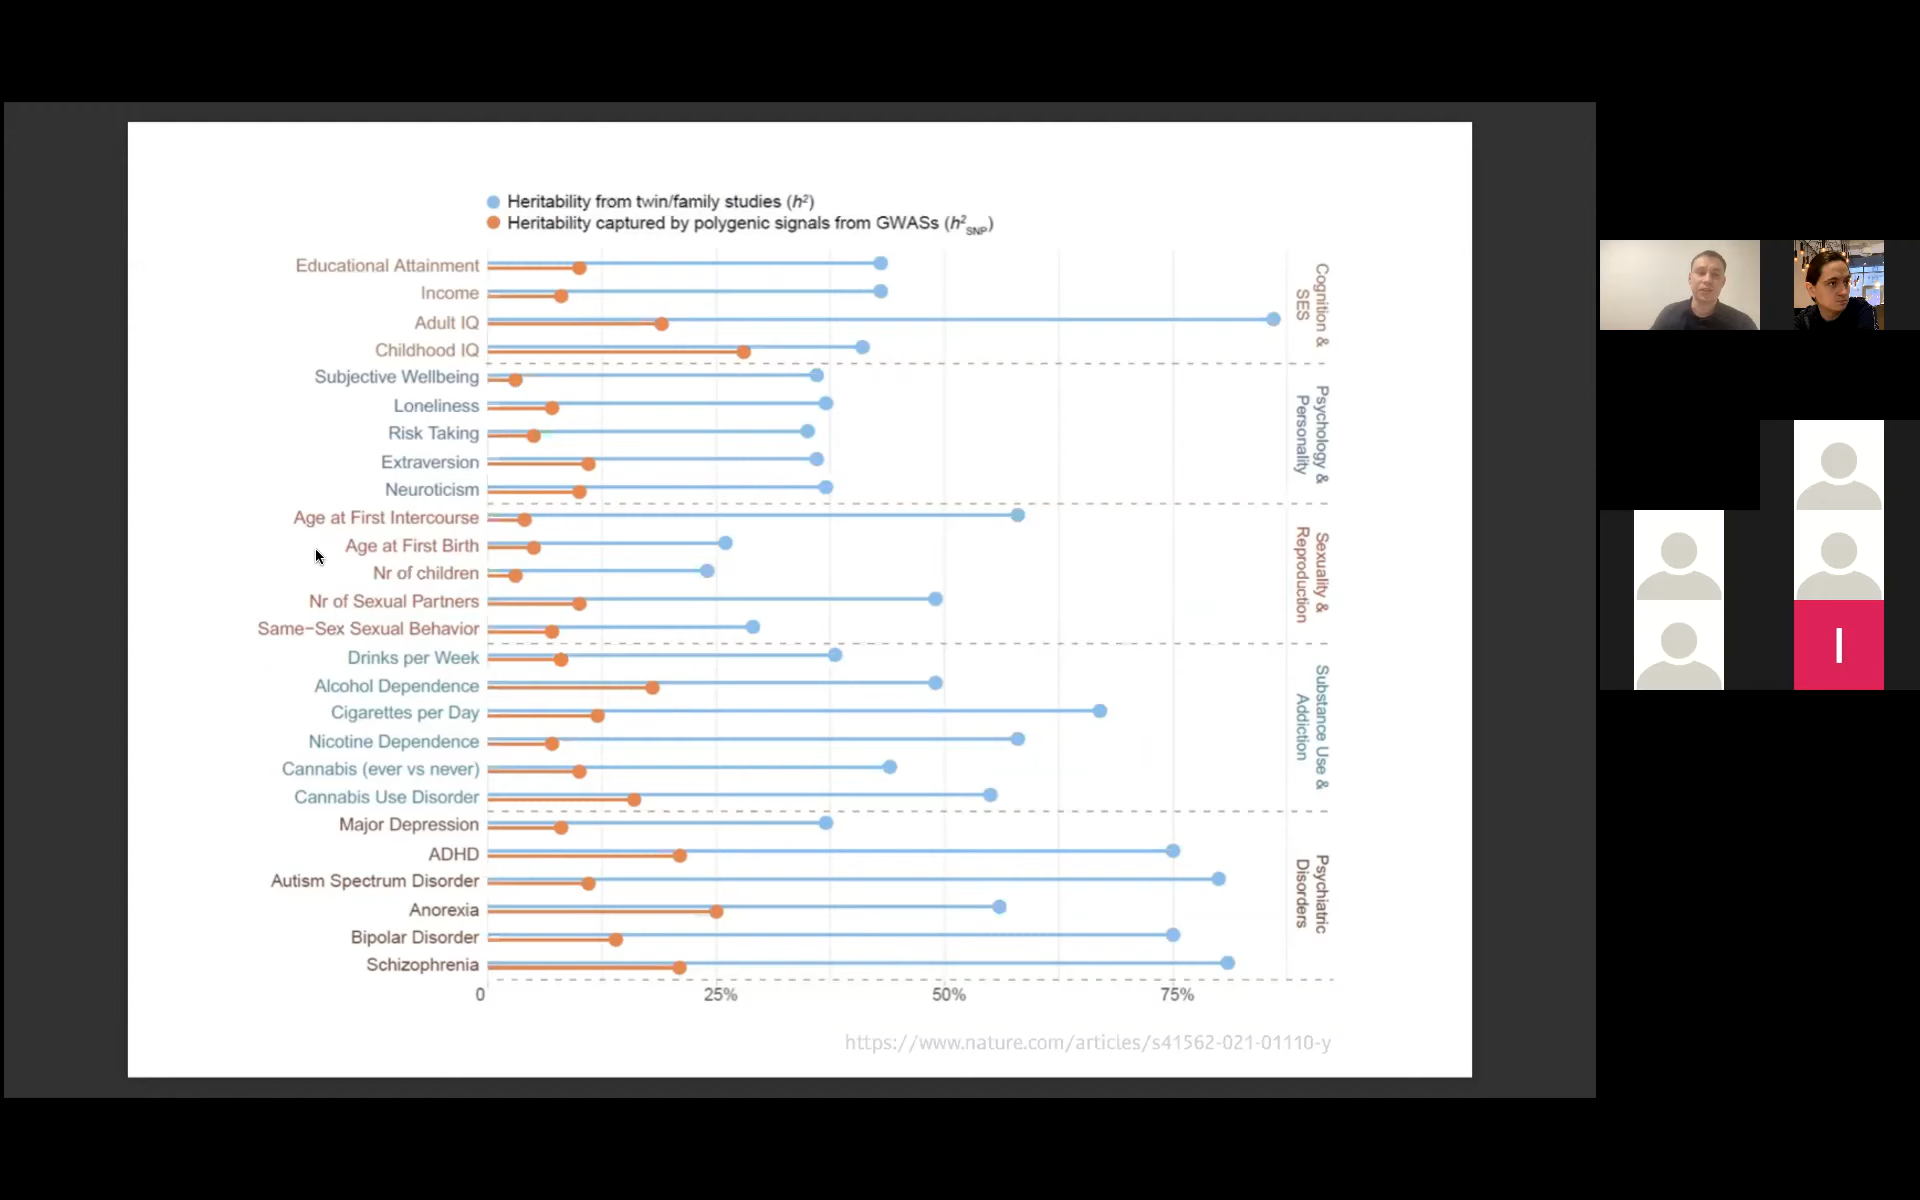 Heritability from twin/family studies (h²)
Heritability captured by polygenic signals from GWASs (h²SNP)
Educational Attainment
Income
Adult IQ
Childhood IQ
Cognition &
SES
Subjective Wellbeing
Loneliness
Risk Taking
Extraversion
Neuroticism
Psychology &
Personality
Age at First Intercourse
Age at First Birth
Nr of children
Nr of Sexual Partners
Same-Sex Sexual Behavior
Sexuality &
Reproduction
Drinks per Week
Alcohol Dependence
Cigarettes per Day
Nicotine Dependence
Cannabis (ever vs never)
Cannabis Use Disorder
Substance Use &
Addiction
Major Depression
ADHD
Autism Spectrum Disorder
Anorexia
Bipolar Disorder
Schizophrenia
Psychiatric
Disorders
0 25% 50% 75%
https://www.nature.com/articles/s41562-021-01110-y
I